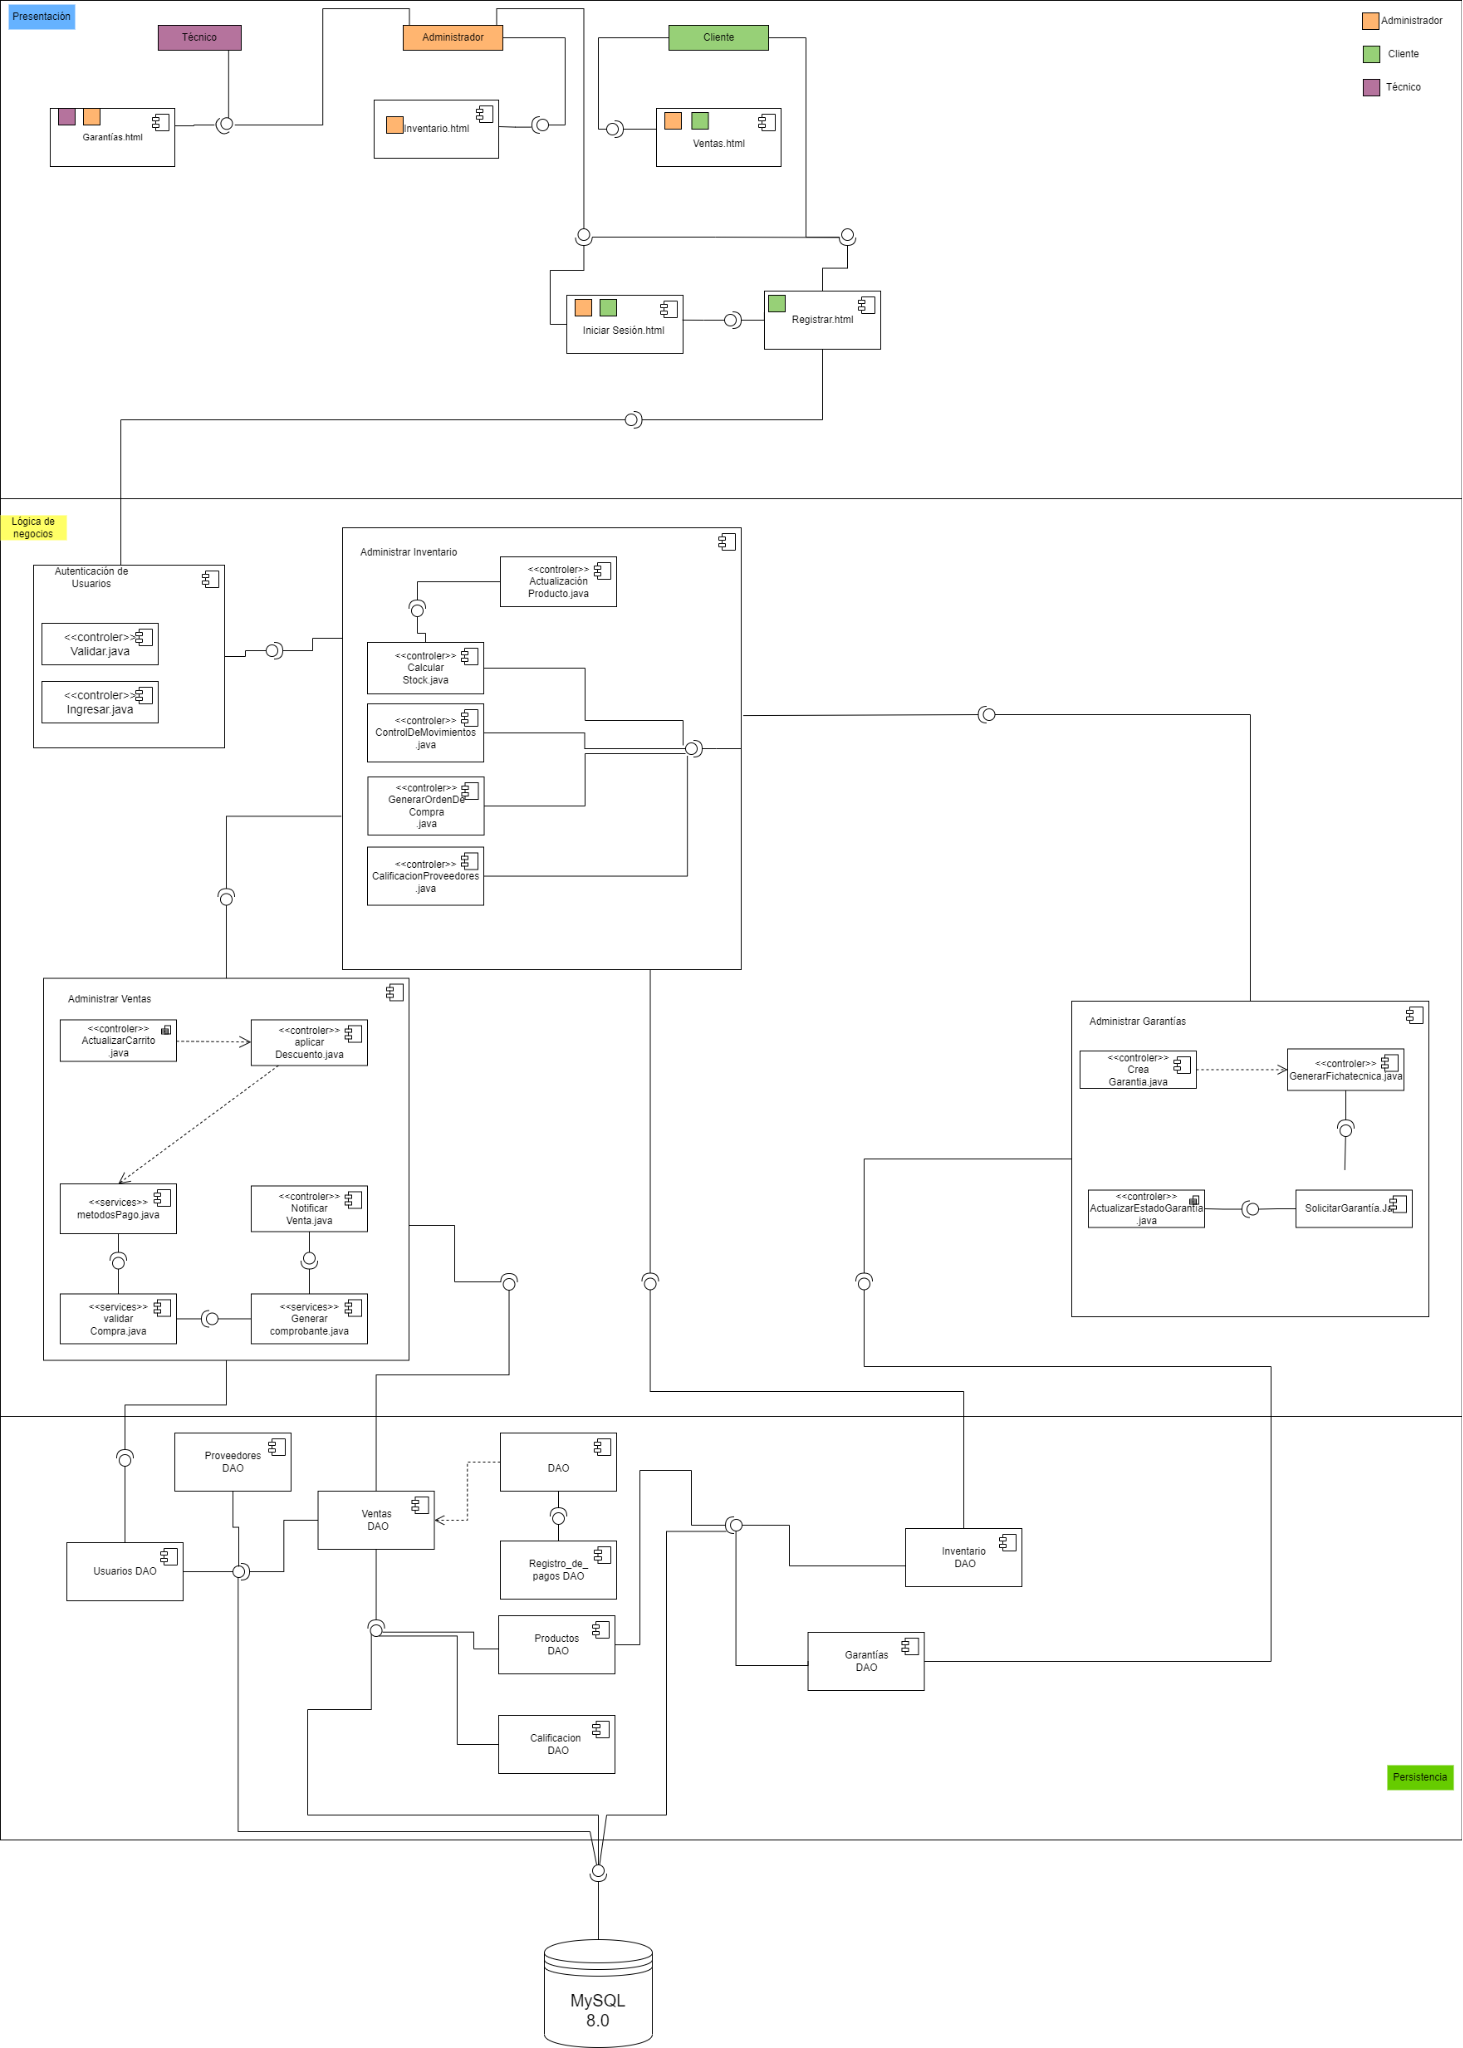 Presentación
Técnico
Administrador
Cliente
Administrador
Cliente
Técnico
Garantías.html
Inventario.html
Ventas.html
Iniciar Sesión.html
Registrar.html
Lógica de
negocios
Autenticación de
Usuarios
<<controler>>
Validar.java
<<controler>>
Ingresar.java
Administrar Inventario
<<controler>>
Actualización
Producto.java
<<controler>>
Calcular
Stock.java
<<controler>>
ControlDeMovimientos
.java
<<controler>>
GenerarOrdenDe
Compra
.java
<<controler>>
CalificacionProveedores
.java
Administrar Ventas
<<controler>>
ActualizarCarrito
.java
<<controler>>
aplicar
Descuento.java
<<services>>
metodosPago.java
<<controler>>
Notificar
Venta.java
<<services>>
validar
Compra.java
<<services>>
Generar
comprobante.java
Administrar Garantías
<<controler>>
Crea
Garantia.java
<<controler>>
GenerarFichatecnica.java
<<controler>>
ActualizarEstadoGarantía
.java
SolicitarGarantía.Ja
Proveedores
DAO
DAO
Ventas
DAO
Usuarios DAO
Registro_de_
pagos DAO
Inventario
DAO
Productos
DAO
Garantías
DAO
Calificacion
DAO
Persistencia
MySQL
8.0